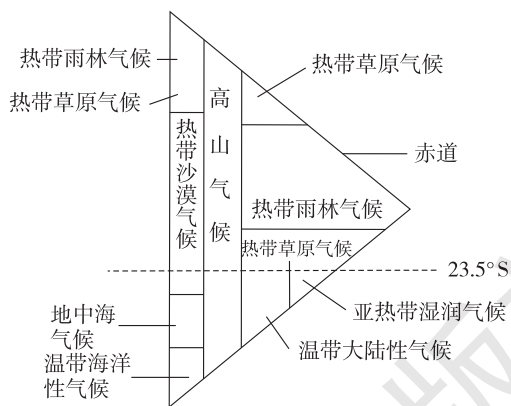 热带雨林气候
热带草原气候
热带沙漠气候
地中海
气候
温带海洋
性气候
高山气候
热带草原气候
赤道
热带雨林气候
热带草原气候
23.5°S
亚热带湿润气候
温带大陆性气候
版